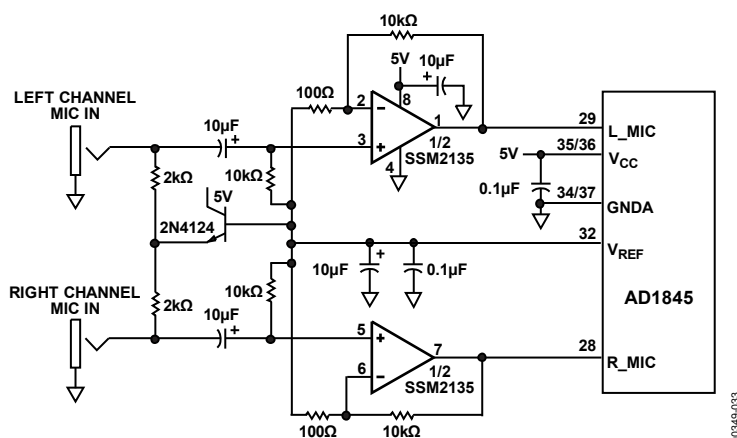 10kΩ
5V
10µF
+
100Ω
2
8
LEFT CHANNEL
MIC IN
10µF
+
3
1
1/2
SSM2135
4
29
L_MIC
5V
35/36
VCC
0.1µF
34/37
GNDA
2kΩ
10kΩ
5V
2N4124
32
VREF
10µF
+
0.1µF
AD1845
RIGHT CHANNEL
MIC IN
2kΩ
10kΩ
10µF
+
5
6
7
1/2
SSM2135
28
R_MIC
100Ω
10kΩ